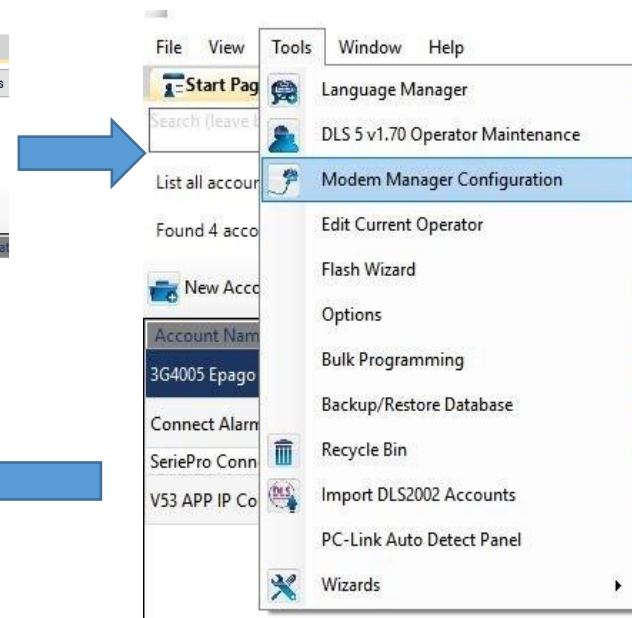 File View Tools Window Help
Start Pag
Search (leave b
List all accour
Found 4 acco
New Acco
Account Nam
3G4005 Epago
Connect Alarm
SeriePro Conn
V53 APP IP Co
Language Manager
DLS 5 v1.70 Operator Maintenance
Modem Manager Configuration
Edit Current Operator
Flash Wizard
Options
Bulk Programming
Backup/Restore Database
Recycle Bin
DLS
Import DLS2002 Accounts
PC-Link Auto Detect Panel
Wizards
s
at